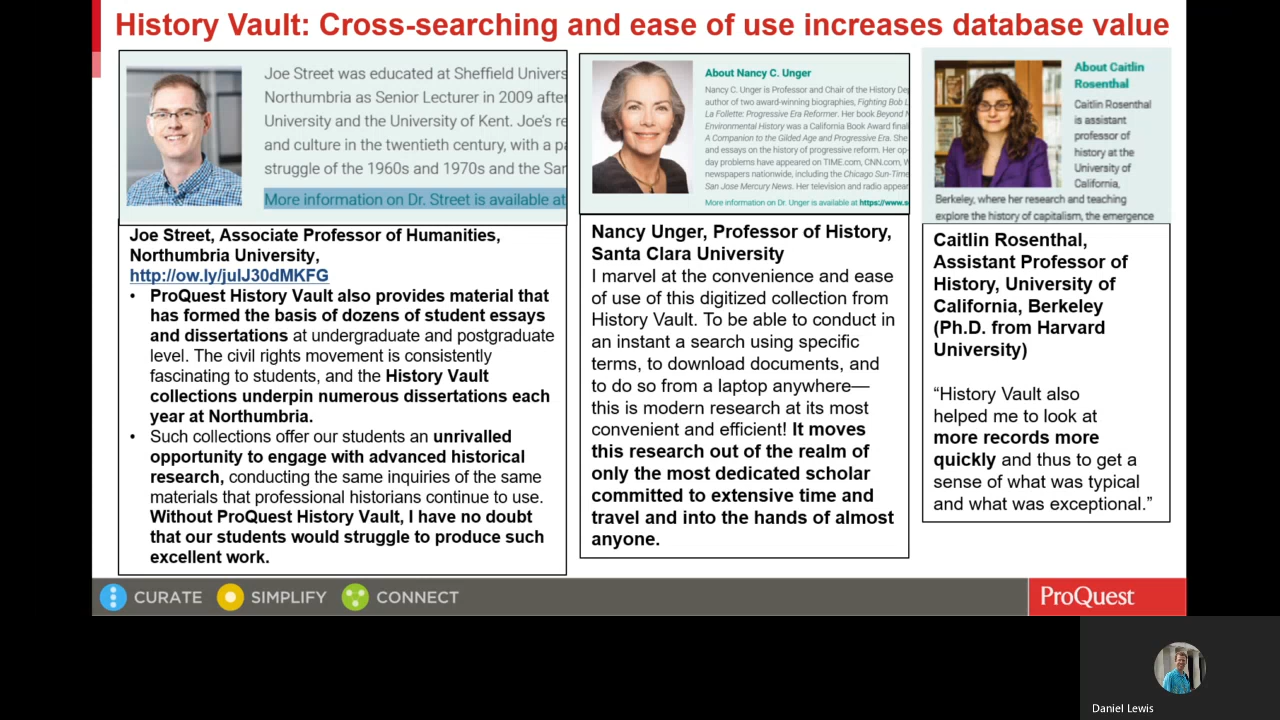 History Vault: Cross-searching and ease of use increases database value
Joe Street was educated at Sheffield Univers
Northumbria as Senior Lecturer in 2009 after
University and the University of Kent. Joe's re
and culture in the twentieth century, with a pa
struggle of the 1960s and 1970s and the San
More information on Dr. Street is available at
Joe Street, Associate Professor of Humanities,
Northumbria University,
http://ow.ly/juIJ30dMKFG
• ProQuest History Vault also provides material that
has formed the basis of dozens of student essays
and dissertations at undergraduate and postgraduate
level. The civil rights movement is consistently
fascinating to students, and the History Vault
collections underpin numerous dissertations each
year at Northumbria.
• Such collections offer our students an unrivalled
opportunity to engage with advanced historical
research, conducting the same inquiries of the same
materials that professional historians continue to use.
Without ProQuest History Vault, I have no doubt
that our students would struggle to produce such
excellent work.
About Nancy C. Unger
Nancy C. Unger is Professor and Chair of the History De
author of two award-winning biographies, Fighting Bob L
La Follette: Progressive Era Reformer. Her book Beyond N
Environmental History was a California Book Award final
A Companion to the Gilded Age and Progressive Era. She
and essays on the history of progressive reform. Her op-
day problems have appeared on TIME.com, CNN.com, W
newspapers nationwide, including the Chicago Sun-Time
San Jose Mercury News. Her television and radio appear
More information on Dr. Unger is available at https://www.s
Nancy Unger, Professor of History,
Santa Clara University
I marvel at the convenience and ease
of use of this digitized collection from
History Vault. To be able to conduct in
an instant a search using specific
terms, to download documents, and
to do so from a laptop anywhere—
this is modern research at its most
convenient and efficient! It moves
this research out of the realm of
only the most dedicated scholar
committed to extensive time and
travel and into the hands of almost
anyone.
About Caitlin
Rosenthal
Caitlin Rosenthal
is assistant
professor of
history at the
University of
California,
Berkeley, where her research and teaching
explore the history of capitalism, the emergence
Caitlin Rosenthal,
Assistant Professor of
History, University of
California, Berkeley
(Ph.D. from Harvard
University)
“History Vault also
helped me to look at
more records more
quickly and thus to get a
sense of what was typical
and what was exceptional.”
CURATE SIMPLIFY CONNECT
ProQuest
Daniel Lewis